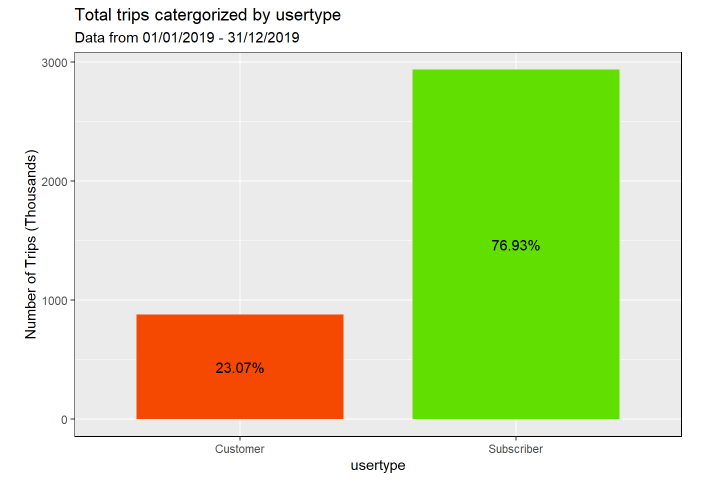 Total trips catergorized by usertype
Data from 01/01/2019 - 31/12/2019
Number of Trips (Thousands)
3000
2000
1000
0
76.93%
23.07%
Customer
Subscriber
usertype